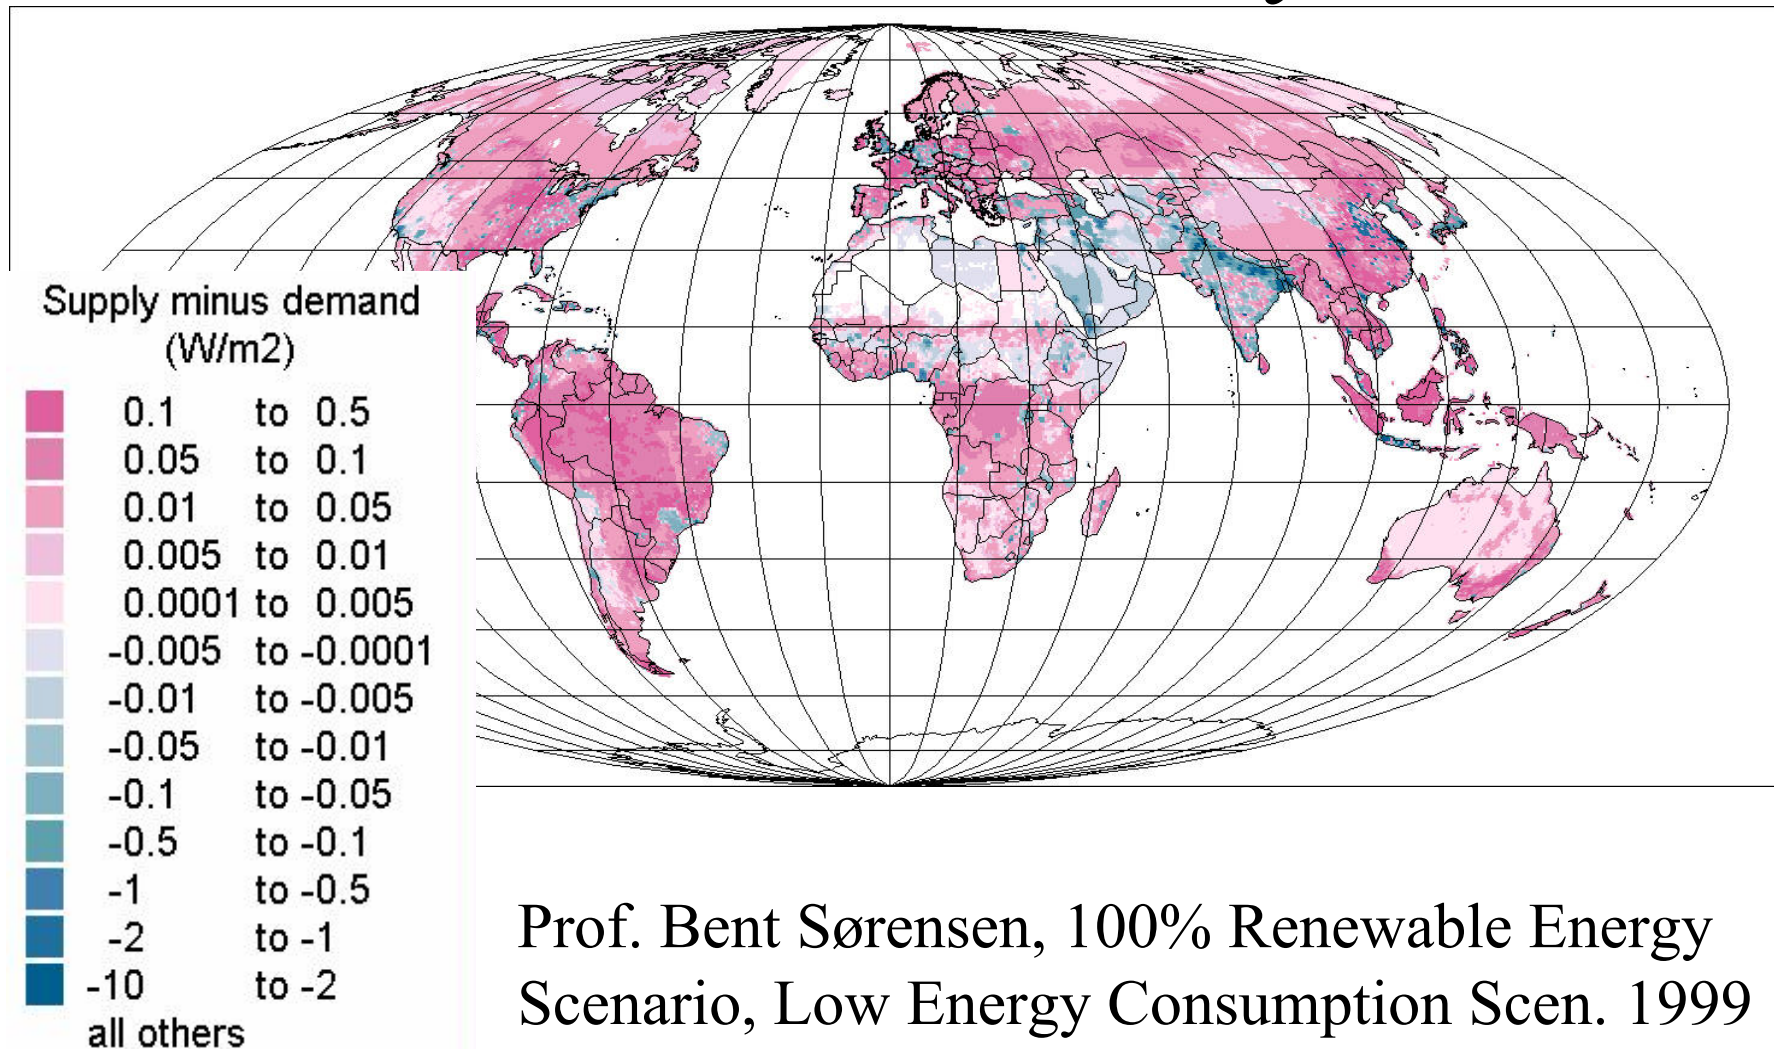 Supply minus demand
(W/m2)
0.1 to 0.5
0.05 to 0.1
0.01 to 0.05
0.005 to 0.01
0.0001 to 0.005
-0.005 to -0.0001
-0.01 to -0.005
-0.05 to -0.01
-0.1 to -0.05
-0.5 to -0.1
-1 to -0.5
-2 to -1
-10 to -2
all others
Prof. Bent Sørensen, 100% Renewable Energy
Scenario, Low Energy Consumption Scen. 1999